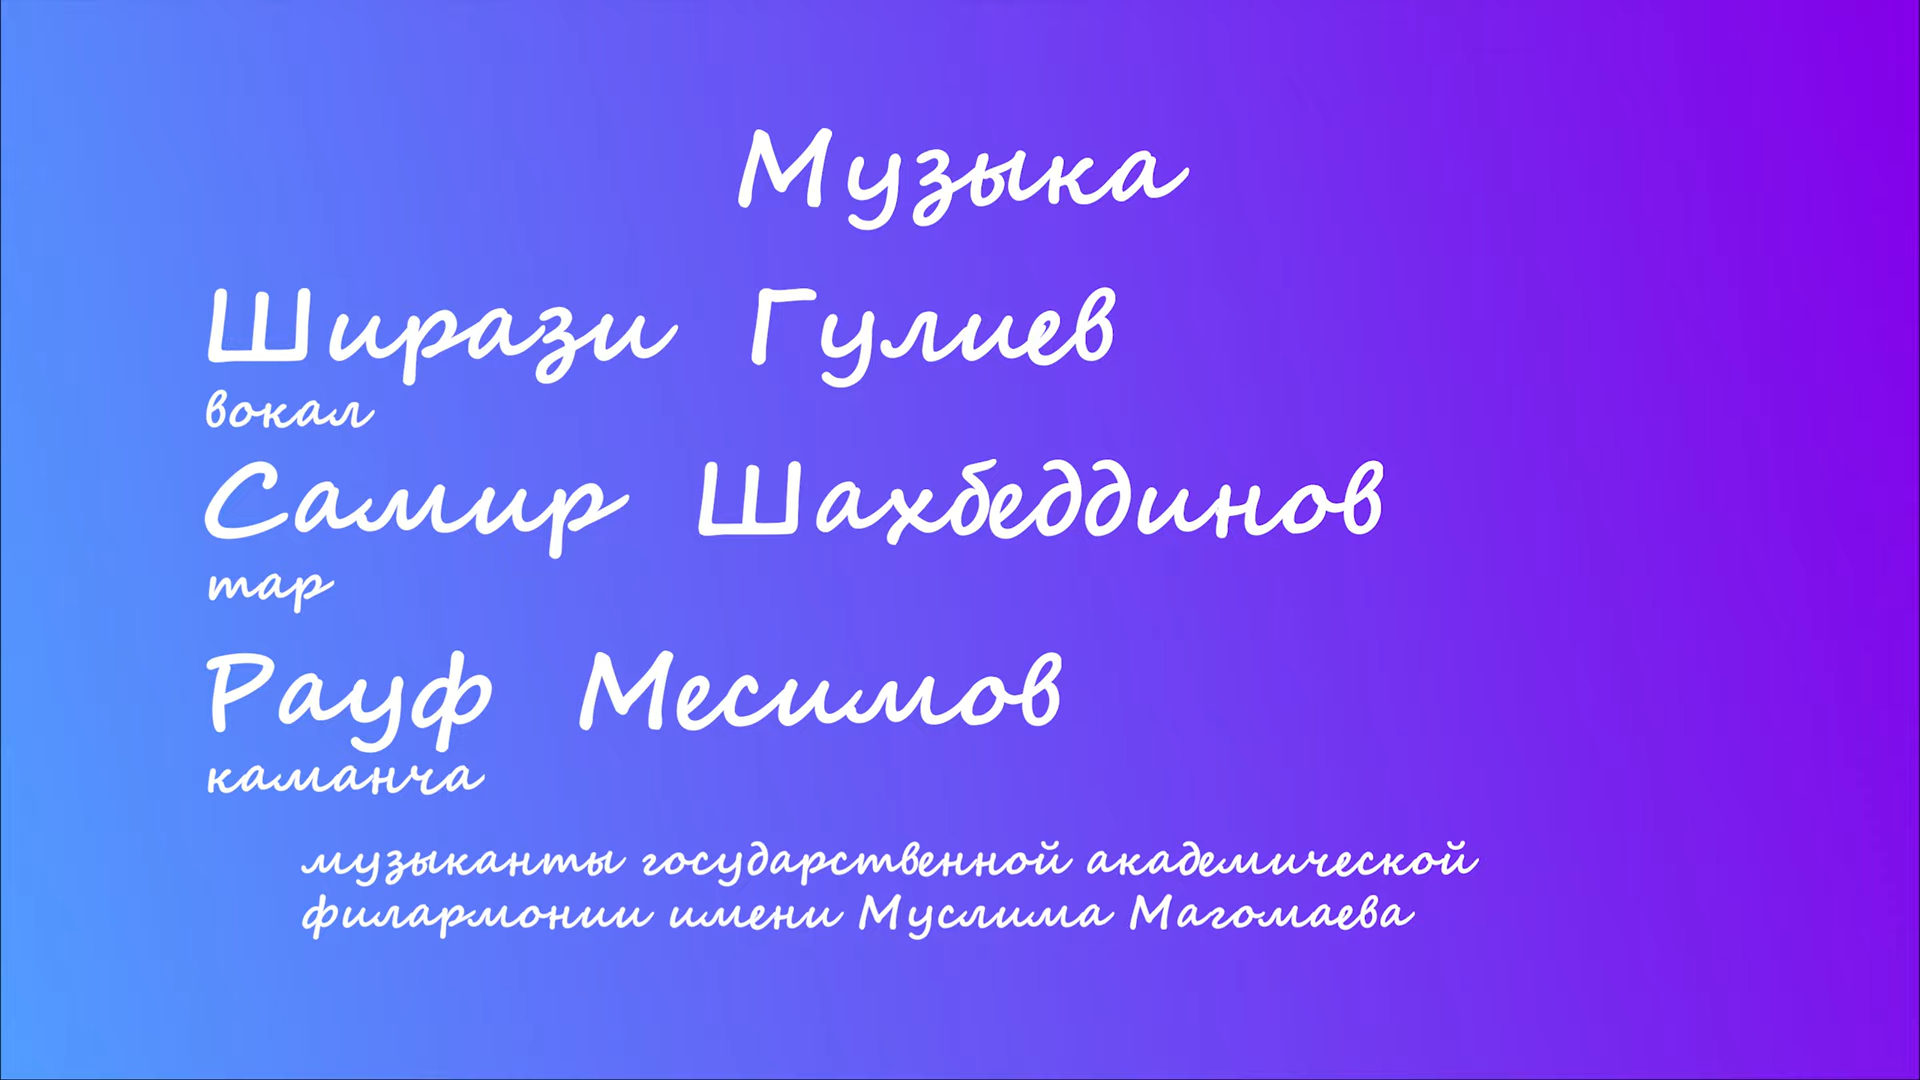 Музыка
Ширази Гулиев
вокал
Самир Шахбеддинов
тар
Рауф Месимов
каманча
музыканты государственной академической
филармонии имени Муслима Магомаева